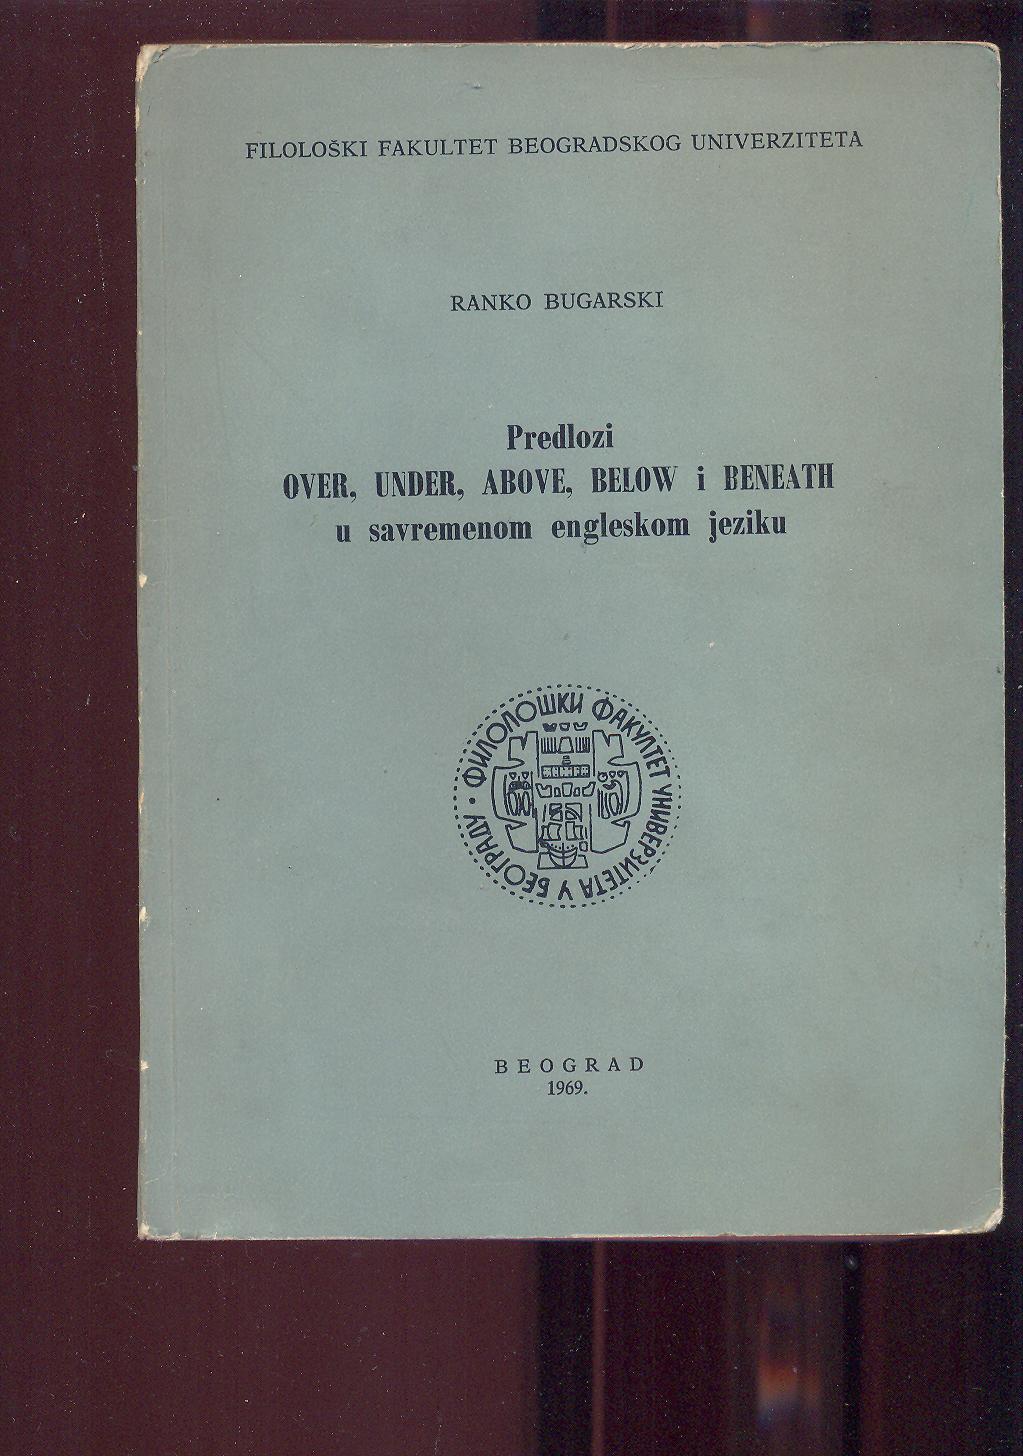 FILOLOŠKI FAKULTET BEOGRADSKOG UNIVERZITETA
RANKO BUGARSKI
Predlozi
OVER, UNDER, ABOVE, BELOW i BENEATH
u savremenom engleskom jeziku
ФИЛОЛОШКИ ФАКУЛТЕТ УНИВЕРЗИТЕТА У БЕОГРАДУ •
BEOGRAD
1969.